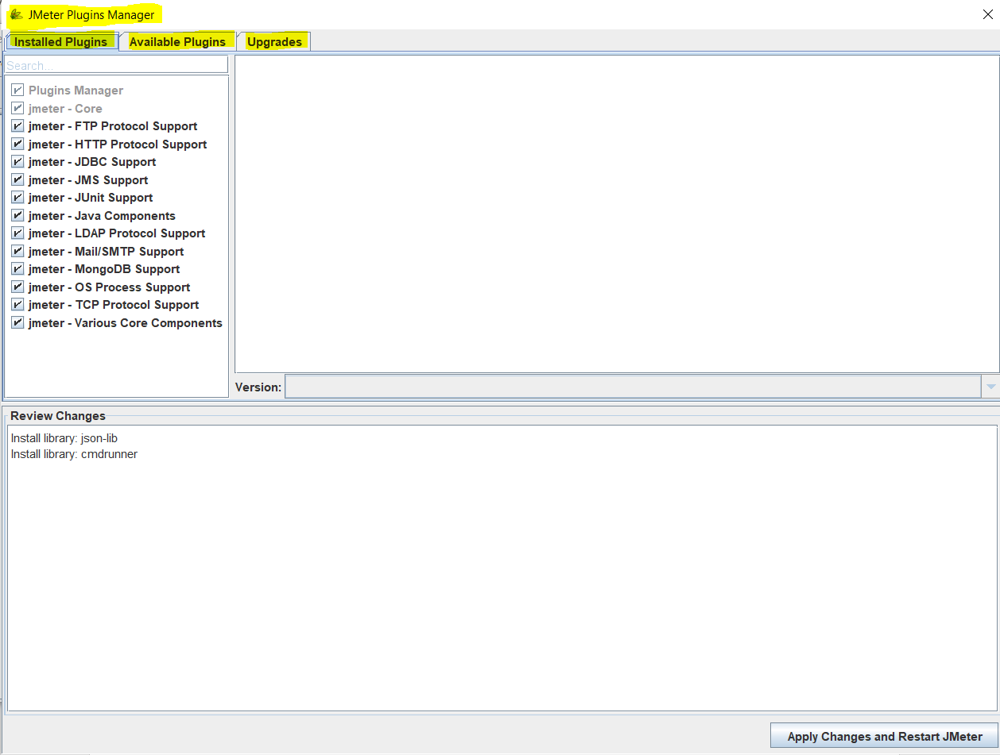 JMeter Plugins Manager
Installed Plugins Available Plugins Upgrades
Search...
Plugins Manager
jmeter - Core
jmeter - FTP Protocol Support
jmeter - HTTP Protocol Support
jmeter - JDBC Support
jmeter - JMS Support
jmeter - JUnit Support
jmeter - Java Components
jmeter - LDAP Protocol Support
jmeter - Mail/SMTP Support
jmeter - MongoDB Support
jmeter - OS Process Support
jmeter - TCP Protocol Support
jmeter - Various Core Components
Version:
Review Changes
Install library: json-lib
Install library: cmdrunner
Apply Changes and Restart JMeter